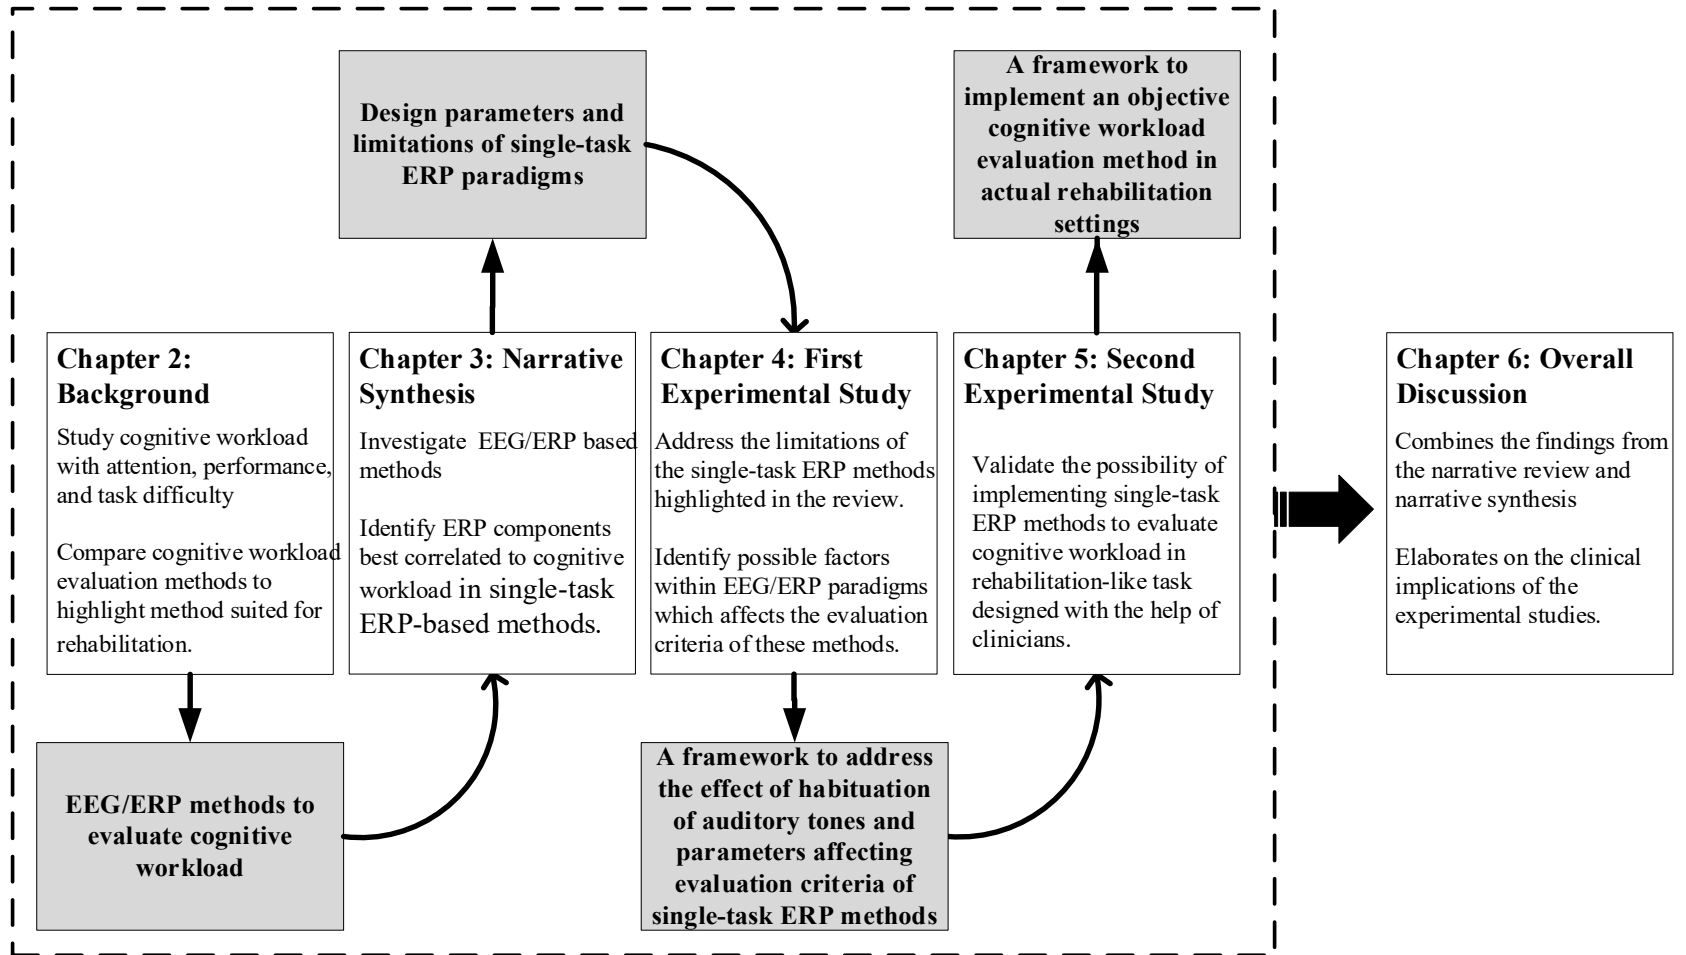 Design parameters and
limitations of single-task
ERP paradigms
A framework to
implement an objective
cognitive workload
evaluation method in
actual rehabilitation
settings
Chapter 2:
Background
Study cognitive workload
with attention, performance,
and task difficulty
Compare cognitive workload
evaluation methods to
highlight method suited for
rehabilitation.
Chapter 3: Narrative
Synthesis
Investigate EEG/ERP based
methods
Identify ERP components
best correlated to cognitive
workload in single-task
ERP-based methods.
Chapter 4: First
Experimental Study
Address the limitations of
the single-task ERP methods
highlighted in the review.
Identify possible factors
within EEG/ERP paradigms
which affects the evaluation
criteria of these methods.
Chapter 5: Second
Experimental Study
Validate the possibility of
implementing single-task
ERP methods to evaluate
cognitive workload in
rehabilitation-like task
designed with the help of
clinicians.
Chapter 6: Overall
Discussion
Combines the findings from
the narrative review and
narrative synthesis
Elaborates on the clinical
implications of the
experimental studies.
EEG/ERP methods to
evaluate cognitive
workload
A framework to address
the effect of habituation
of auditory tones and
parameters affecting
evaluation criteria of
single-task ERP methods